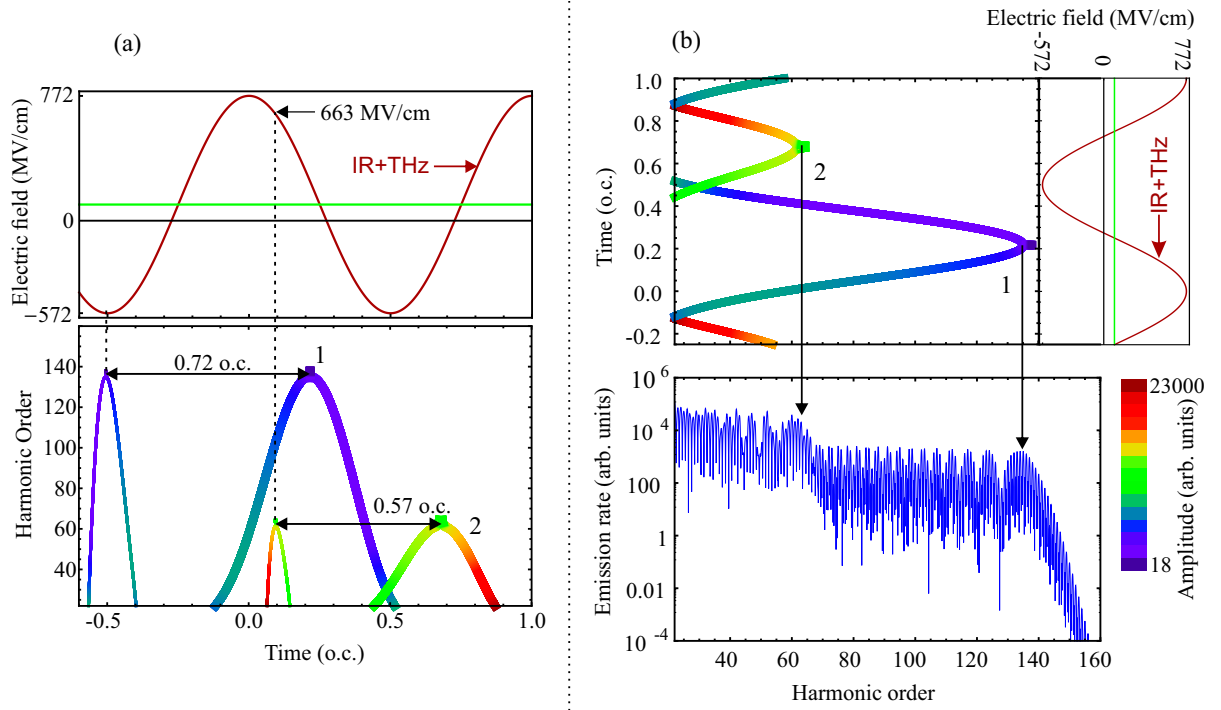 (a)
772
663 MV/cm
IR+THz
0
−572
Electric field (MV/cm)
140
120
100
80
60
40
Harmonic Order
0.72 o.c.
1
0.57 o.c.
2
-0.5
0.0
0.5
1.0
Time (o.c.)
(b)
Electric field (MV/cm)
-572
0
772
1.0
0.8
0.6
0.4
0.2
0.0
-0.2
Time (o.c.)
2
1
IR+THz
10^6
10^4
100
1
0.01
10^-4
Emission rate (arb. units)
40
60
80
100
120
140
160
Harmonic order
23000
18
Amplitude (arb. units)